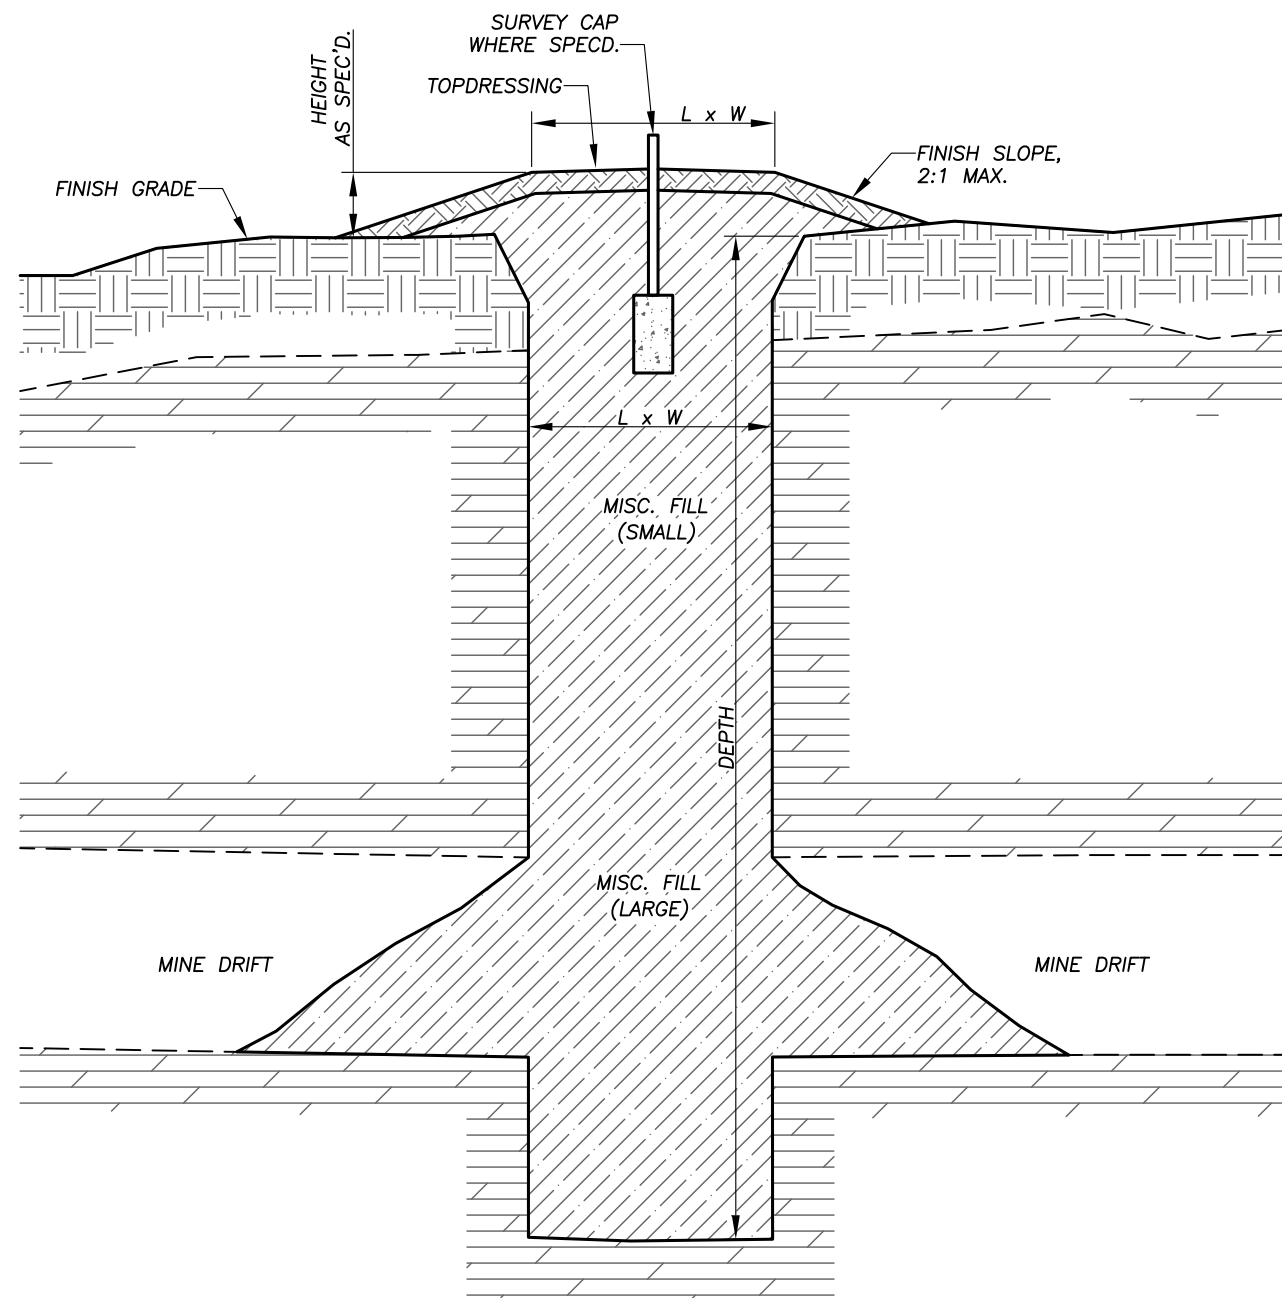 SURVEY CAP
WHERE SPECD.
HEIGHT
AS SPEC'D.
TOPDRESSING
L x W
FINISH SLOPE,
2:1 MAX.
FINISH GRADE
L x W
MISC. FILL
(SMALL)
DEPTH
MISC. FILL
(LARGE)
MINE DRIFT
MINE DRIFT